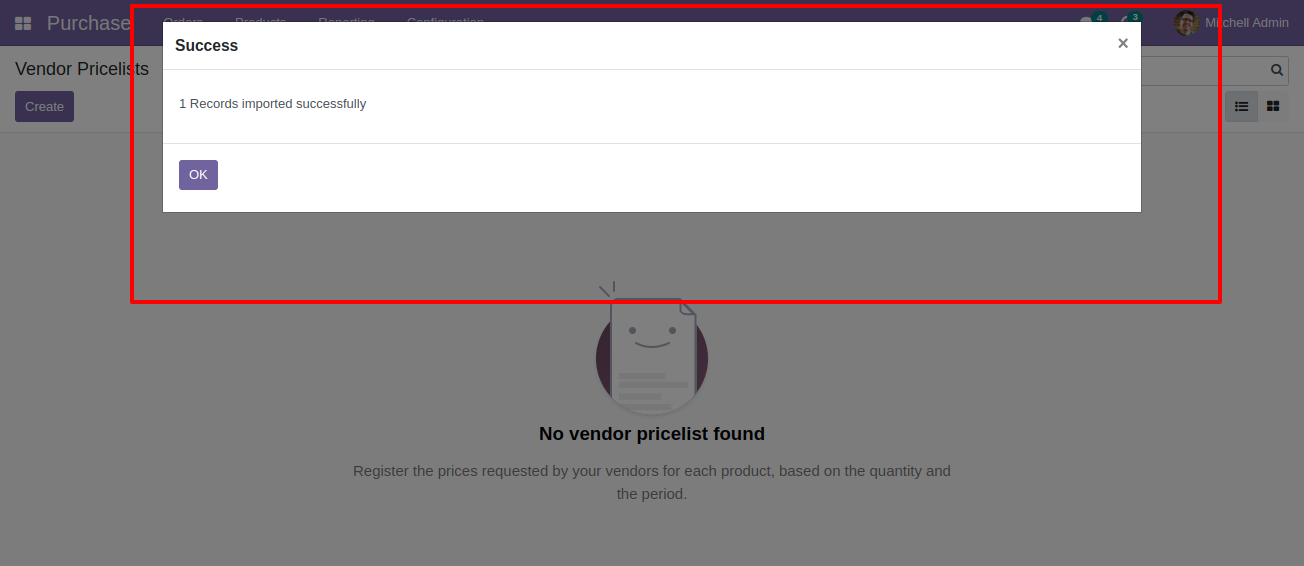 Purchase Orders Products Reporting Configuration 4 3 Mitchell Admin
Success ×
Vendor Pricelists
1 Records imported successfully
Create
OK
No vendor pricelist found
Register the prices requested by your vendors for each product, based on the quantity and
the period.